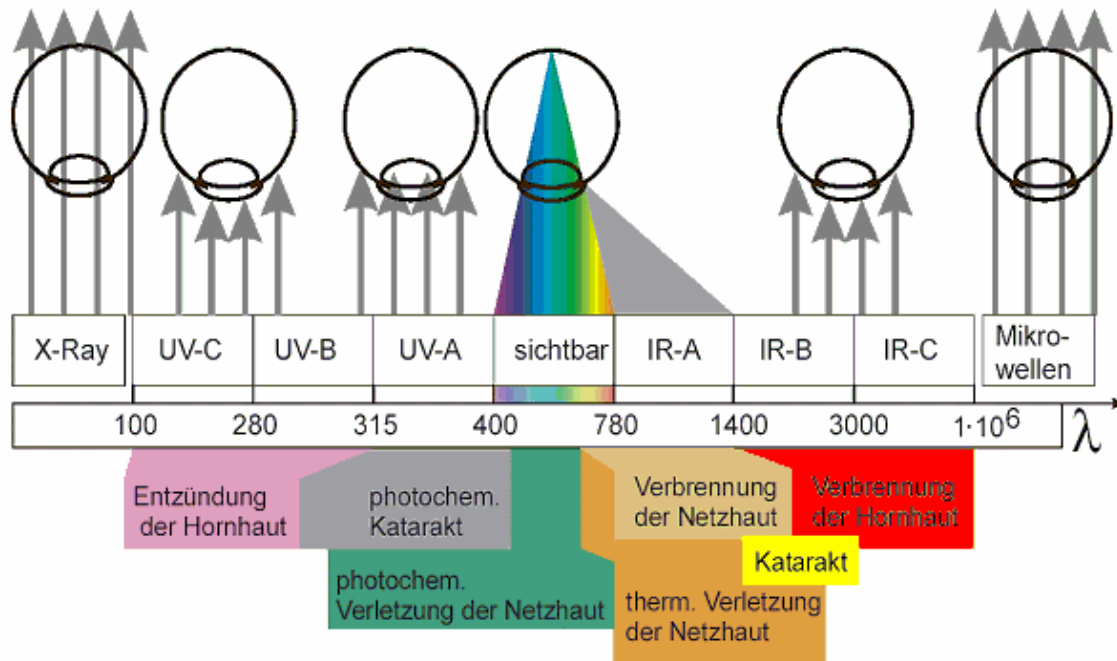 X-Ray
UV-C
UV-B
UV-A
sichtbar
IR-A
IR-B
IR-C
Mikro-
wellen
100 280 315 400 780 1400 3000 1·10⁶ λ
Entzündung
der Hornhaut
photochem.
Katarakt
Verbrennung
der Netzhaut
Verbrennung
der Hornhaut
Katarakt
photochem.
Verletzung der Netzhaut
therm. Verletzung
der Netzhaut